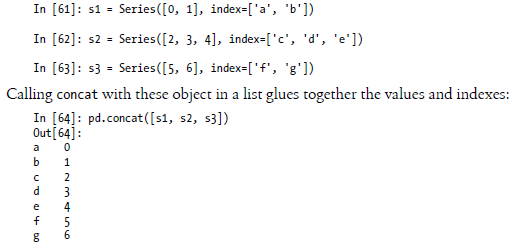 In [61]: s1 = Series([0, 1], index=['a', 'b'])
In [62]: s2 = Series([2, 3, 4], index=['c', 'd', 'e'])
In [63]: s3 = Series([5, 6], index=['f', 'g'])
Calling concat with these object in a list glues together the values and indexes:
In [64]: pd.concat([s1, s2, s3])
Out[64]:
a    0
b    1
c    2
d    3
e    4
f    5
g    6